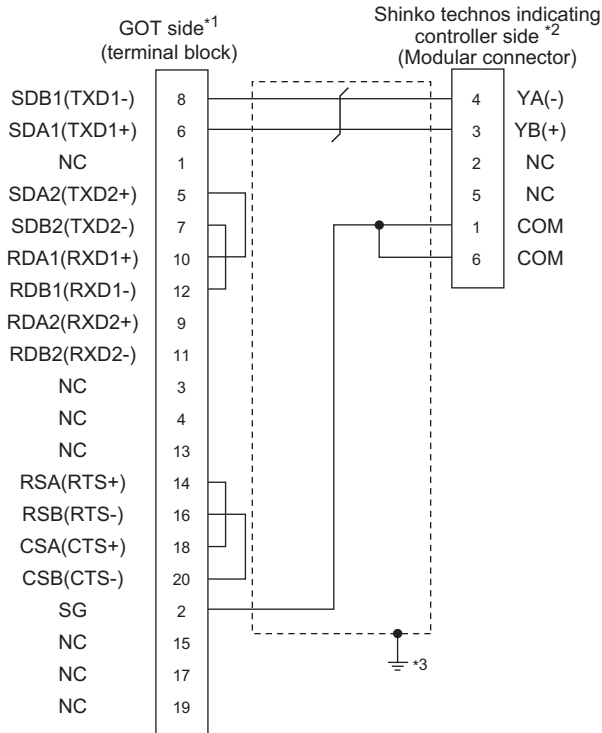 GOT side*1
(terminal block)
Shinko technos indicating
controller side *2
(Modular connector)
SDB1(TXD1-) 8 4 YA(-)
SDA1(TXD1+) 6 3 YB(+)
NC 1 2 NC
SDA2(TXD2+) 5 5 NC
SDB2(TXD2-) 7 1 COM
RDA1(RXD1+) 10 6 COM
RDB1(RXD1-) 12
RDA2(RXD2+) 9
RDB2(RXD2-) 11
NC 3
NC 4
NC 13
RSA(RTS+) 14
RSB(RTS-) 16
CSA(CTS+) 18
CSB(CTS-) 20
SG 2
NC 15
*3
NC 17
NC 19